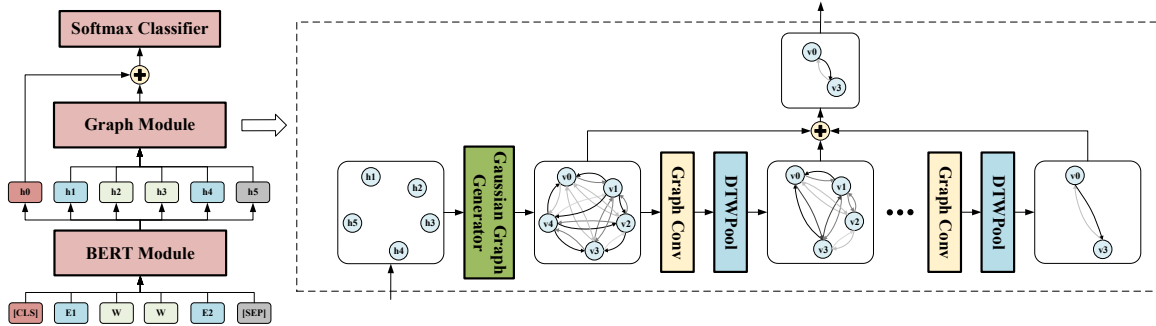 Softmax Classifier
Graph Module
h0 h1 h2 h3 h4 h5
BERT Module
[CLS] E1 W W E2 [SEP]
h1
h2
h5
h3
h4
Gaussian Graph
Generator
v0
v1
v4
v2
v3
Graph Conv
DTWPool
v0
v3
v0
v1
v2
v3
Graph Conv
DTWPool
v0
v3